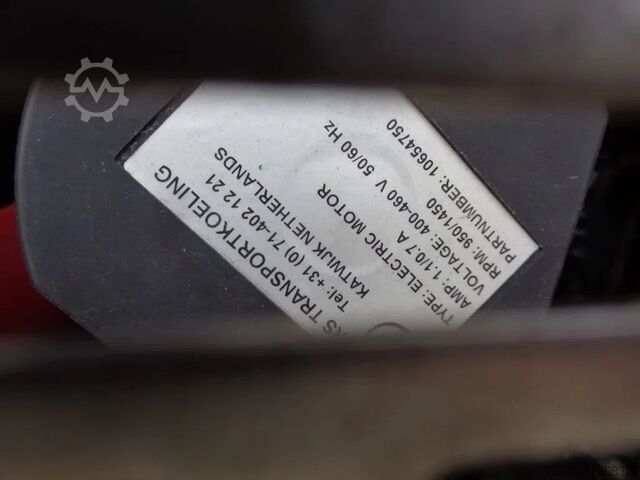 RS TRANSPORTKOELING
Tel: +31 (0)71-402 12 21
KATWIJK NETHERLANDS
TYPE: ELECTRIC MOTOR
AMP: 1.1/0.7 A
VOLTAGE: 400-460 V 50/60 Hz
RPM: 950/1450
PARTNUMBER: 10654750